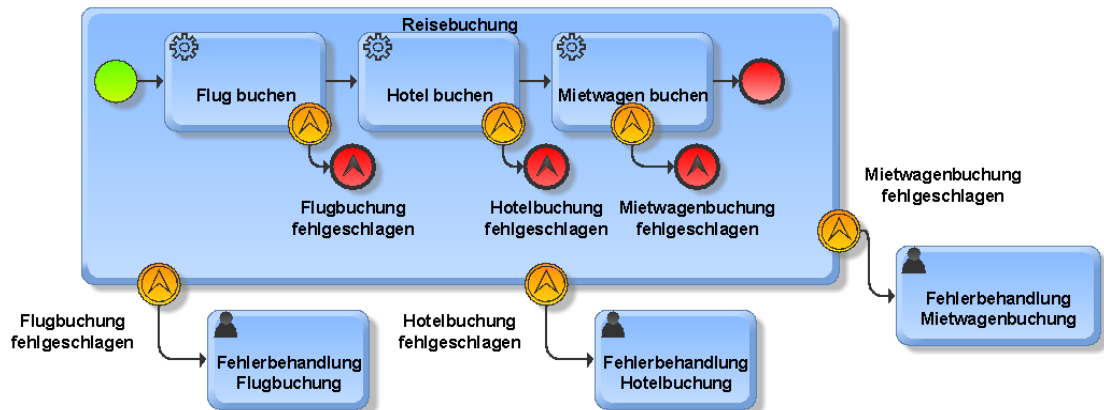 Reisebuchung
Flug buchen
Hotel buchen
Mietwagen buchen
Flugbuchung
fehlgeschlagen
Hotelbuchung
fehlgeschlagen
Mietwagenbuchung
fehlgeschlagen
Mietwagenbuchung
fehlgeschlagen
Fehlerbehandlung
Mietwagenbuchung
Flugbuchung
fehlgeschlagen
Fehlerbehandlung
Flugbuchung
Hotelbuchung
fehlgeschlagen
Fehlerbehandlung
Hotelbuchung